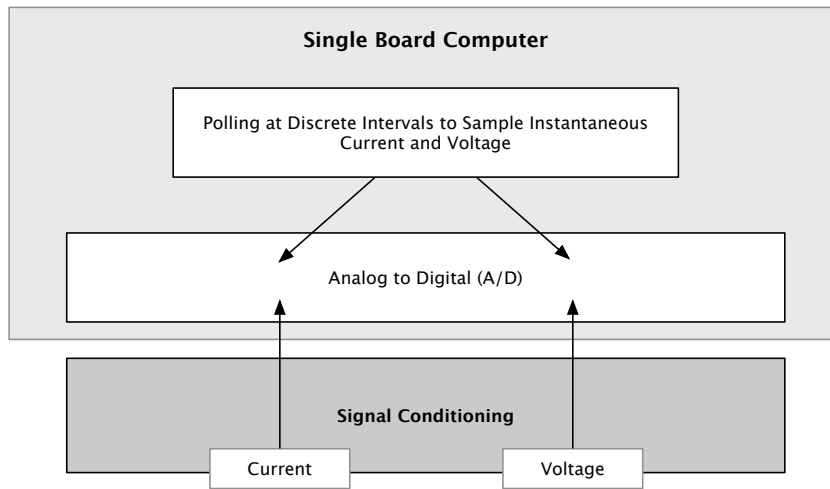 Single Board Computer
Polling at Discrete Intervals to Sample Instantaneous
Current and Voltage
Analog to Digital (A/D)
Signal Conditioning
Current
Voltage